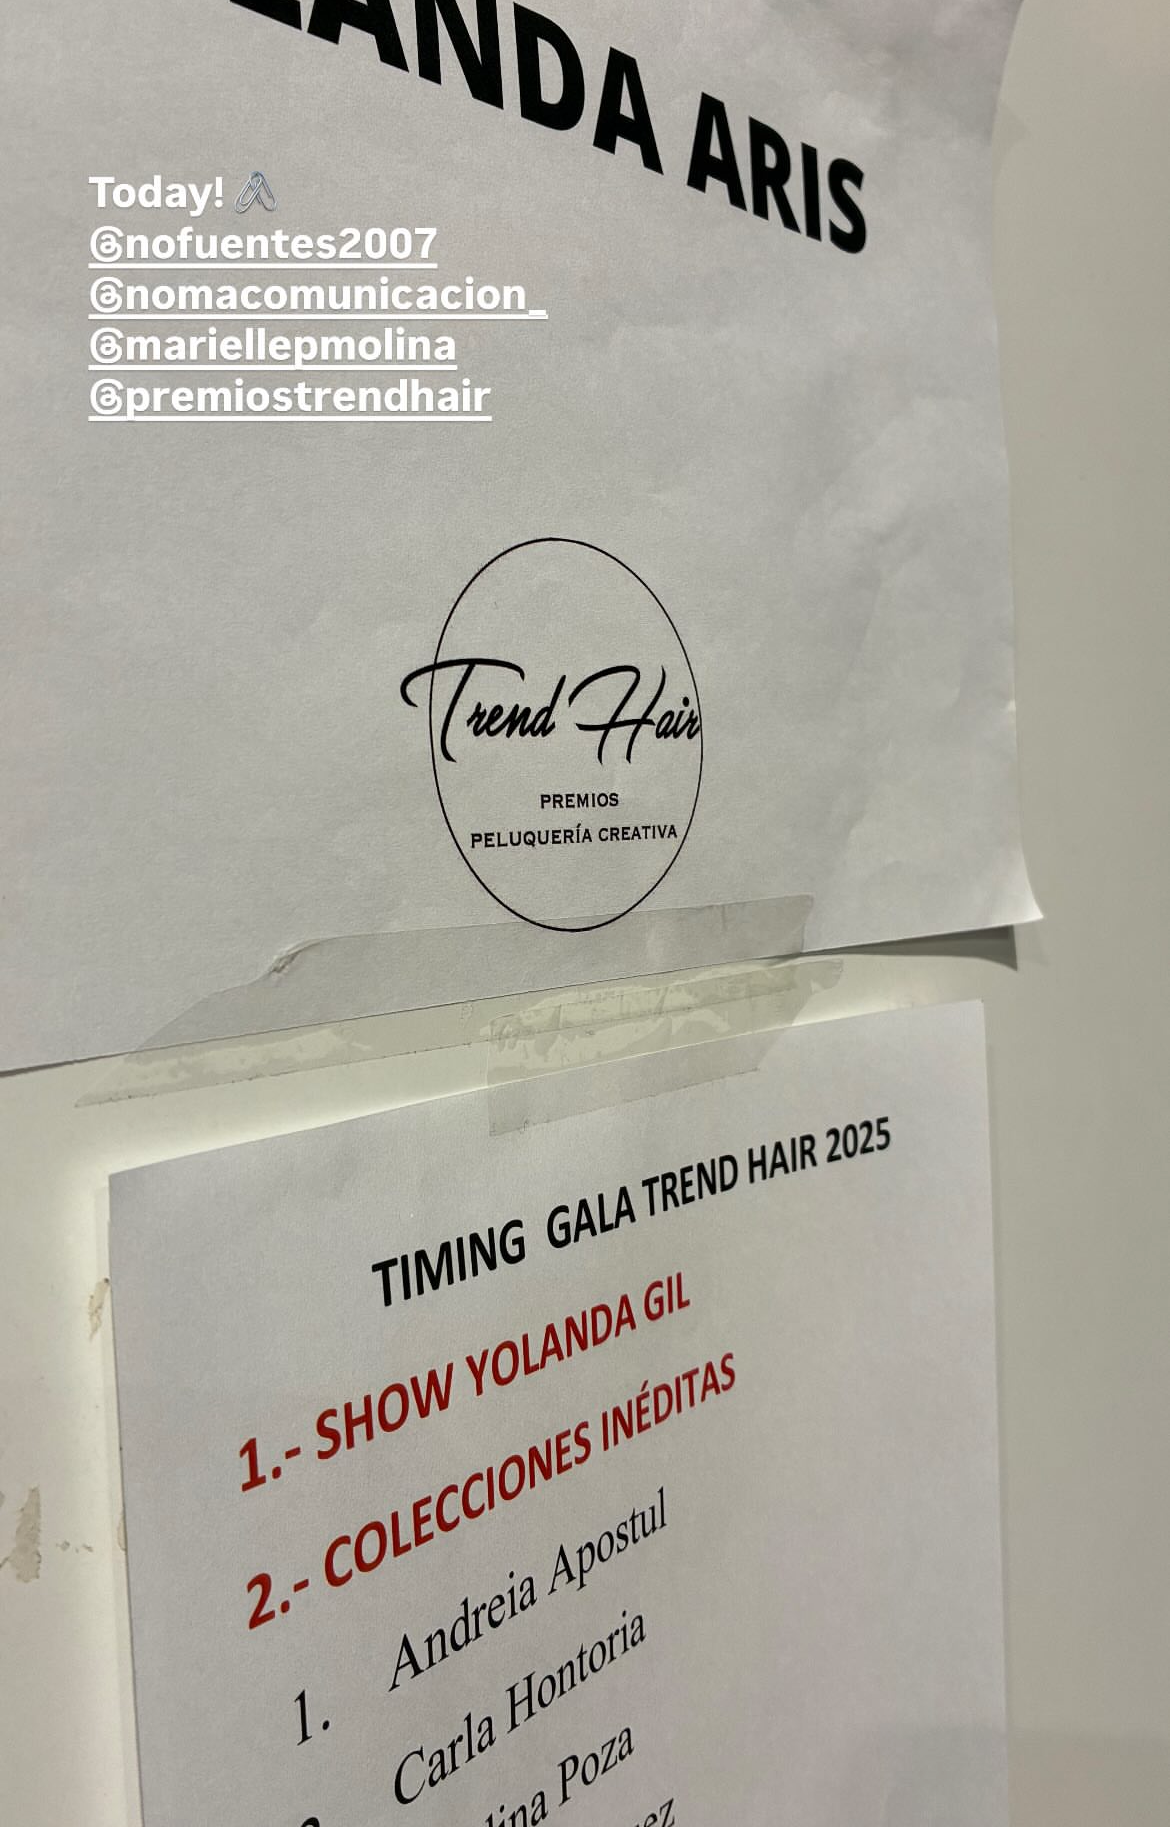 ARIS
Today!
@nofuentes2007
@nomacomunicacion_
@mariellepmolina
@premiostrendhair
Trend Hair
PREMIOS
PELUQUERÍA CREATIVA
TIMING GALA TREND HAIR 2025
1.- SHOW YOLANDA GIL
2.- COLECCIONES INÉDITAS
1. Andreia Apostul
Carla Hontoria
Poza